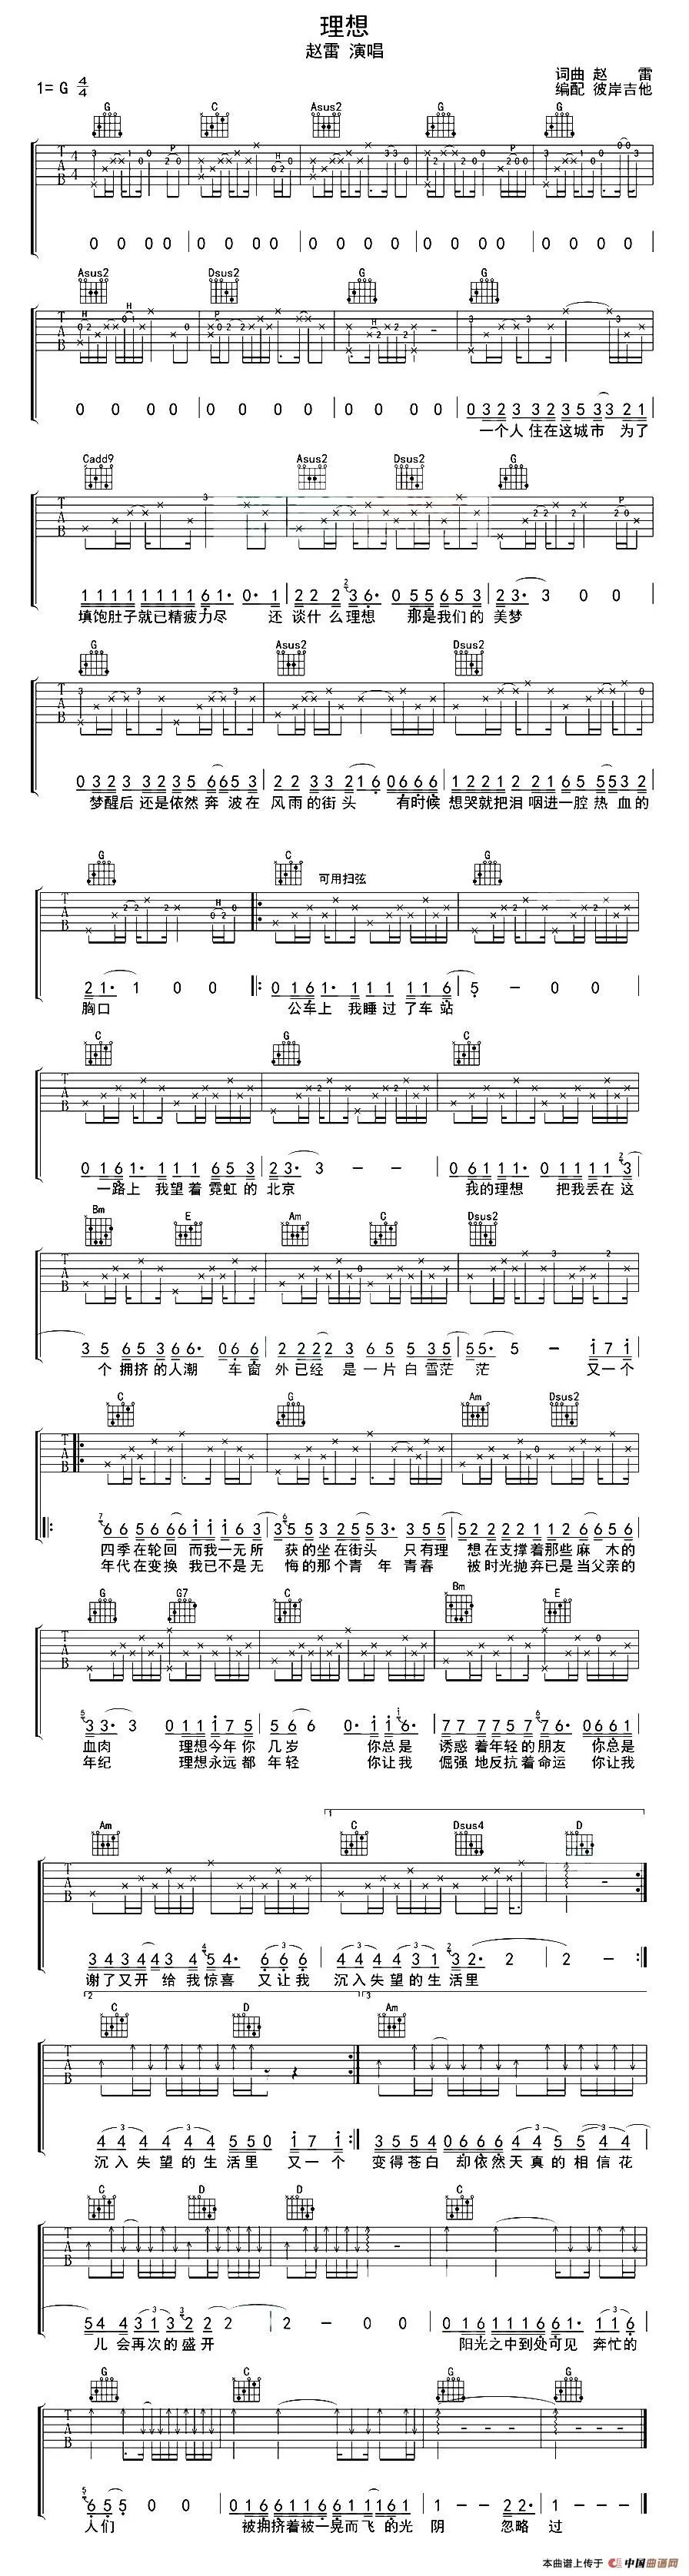 理想
赵雷 演唱
1= G 4/4
词曲 赵 雷
编配 彼岸吉他
G C Asus2 G G
0 0 0 0 0 0 0 0 0 0 0 0 0 0 0 0 0 0 0 0
Asus2 Dsus2 G G
0 0 0 0 0 0 0 0 0 0 0 0 0 3 2 3 3 2 3 5 3 3 3 2 1
一个人 住在这城市 为了
Cadd9 Asus2 Dsus2 G
1 1 1 1 1 1 1 1 6 1· 0· 1 2 2 2 2 3 6· 0 5 5 6 5 3 2 3· 3 0 0
填饱肚子就已精疲力尽 还 谈什么理想 那是我们的 美梦
G Asus2 Dsus2
0 3 2 3 5 3 2 3 6 6 5 3 2 2 3 3 2 1 6 0 6 6 6 1 2 2 2 1 2 1 6 5 5 5 3 2
梦醒后 还是依然 奔 波在 风雨的街头 有时候 想哭就把泪 咽进一腔热血的
G C 可用扫弦 G
2 1· 1 0 0 0 1 6 1· 1 1 1 1 1 6 5 - 0 0
胸口 公车上 我睡过了车站
C G C
0 1 6 1· 1 1 1 6 5 3 2 3· 3 - - 0 6 1 1 1· 0 1 1 1 1 3
一路上 我望着霓虹的 北京 我的理想 把我丢在这
Bm E Am C Dsus2
3 5 6 5 3 6 6· 0 6 6 2 2 2 2 2 3 6 5 5 3 5 5 5· 5 - 1 7 1
个 拥挤的人潮 车窗 外已经 是一片白雪茫 茫 又一个
C G Am Dsus2
6 6 5 6 6 6 1 1 1 6 3 3 5 5 3 2 5 5 3· 3 5 5 5 2 2 2 2 1 1 2 6 6 5 6
四季在轮回 而我一无所 获的坐在街头 只有理 想在支撑着那些麻 木的
年代在变换 我已不是无 悔的那个青年 青春 被时光抛弃已是当父亲的
G G7 C Bm E
3 3· 3 0 1 1 1 7 5 5 6 6 0· 1 1 6· 7 7 7 7 5 7 7 6· 0 6 6 1
血肉 理想今年你 几岁 你总是 诱惑着年轻的朋友 你总是
年纪 理想永远都 年轻 你让我 倔强地反抗着命运 你让我
Am 1 C Dsus4 D
3 4 3 4 4 3 4 5 4· 6 6 6 4 4 4 4 3 1 3 2· 2 2 -
谢了又开 给我惊喜 又让我 沉入失望的生活里
2 C D 3 Am
4 4 4 4 4 4 5 5 0 1 7 1 3 5 5 4 0 6 6 6 4 4 5 5 4 4
沉入失望的生活里 又一个 变得苍白 却依然天真的相信花
C D D C
5 4 4 3 1 3 2 2 2 2 - 0 0 0 1 6 1 1 1 6 6 1· 1 1 6
儿 会再次的盛开 阳光之中到处可见 奔忙的
G C G G
6 5 5 0 0 0 1 6 6 1 1 6 6 1 1 1 6 1 1 - - 2 2· 1 - -
人们 被拥挤着被一晃而飞的光 阴 忽略 过
本曲谱上传于 中国曲谱网